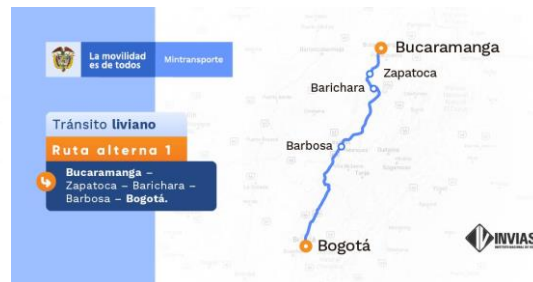 La movilidad
es de todos
Mintransporte
Tránsito liviano
Ruta alterna 1
Bucaramanga –
Zapatoca – Barichara –
Barbosa – Bogotá.
Bucaramanga
Zapatoca
Barichara
Barbosa
Bogotá
INVIAS